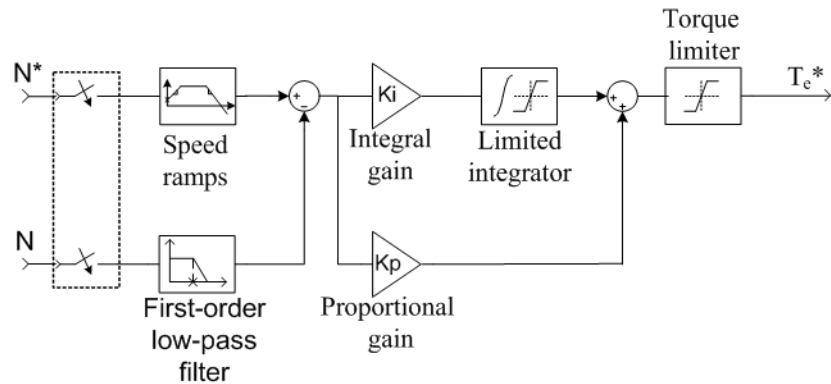 Torque
limiter
N*
Te*
Ki
+
−
+
+
Speed
ramps
Integral
gain
Limited
integrator
N
Kp
First-order
low-pass
filter
Proportional
gain